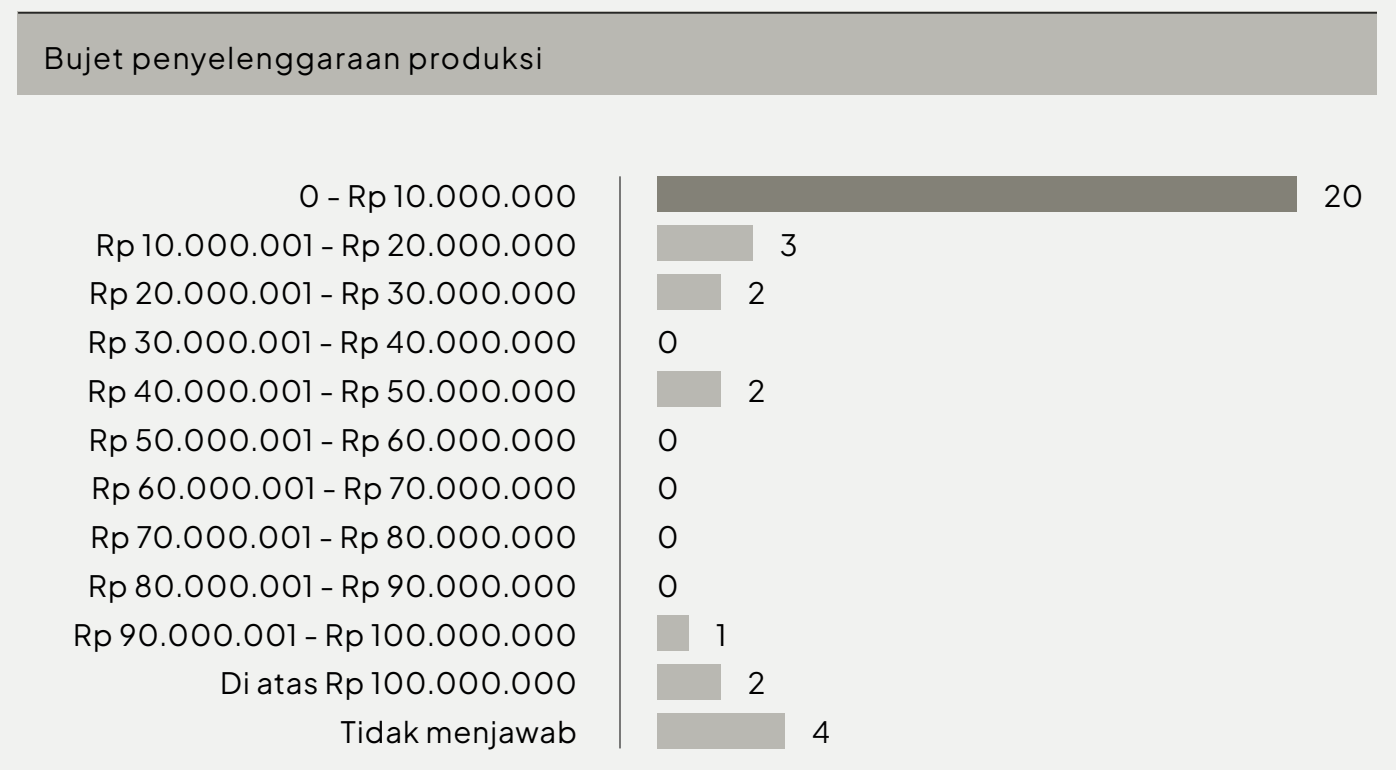 Bujet penyelenggaraan produksi
0 - Rp 10.000.000 20
Rp 10.000.001 - Rp 20.000.000 3
Rp 20.000.001 - Rp 30.000.000 2
Rp 30.000.001 - Rp 40.000.000 0
Rp 40.000.001 - Rp 50.000.000 2
Rp 50.000.001 - Rp 60.000.000 0
Rp 60.000.001 - Rp 70.000.000 0
Rp 70.000.001 - Rp 80.000.000 0
Rp 80.000.001 - Rp 90.000.000 0
Rp 90.000.001 - Rp 100.000.000 1
Di atas Rp 100.000.000 2
Tidak menjawab 4